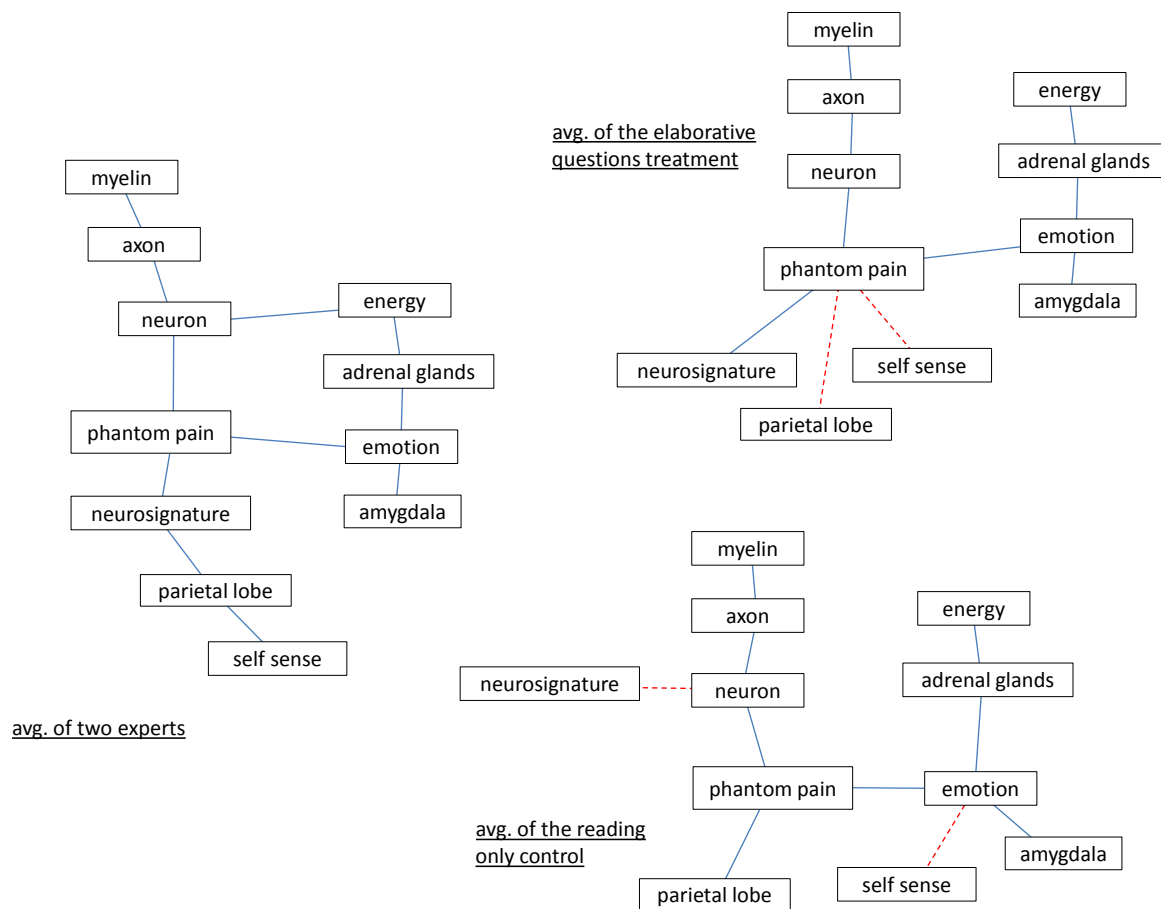 myelin
axon
neuron
energy
adrenal glands
phantom pain
emotion
neurosignature
amygdala
parietal lobe
self sense
avg. of two experts
myelin
axon
energy
avg. of the elaborative
questions treatment
neuron
adrenal glands
emotion
phantom pain
amygdala
neurosignature
self sense
parietal lobe
myelin
axon
energy
neurosignature
neuron
adrenal glands
phantom pain
emotion
avg. of the reading
only control
amygdala
self sense
parietal lobe